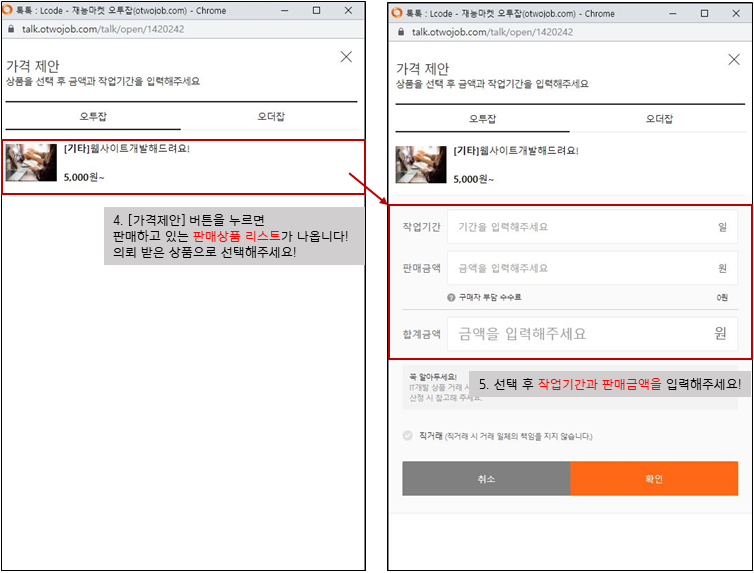 톡톡 : Lcode - 재능마켓 오투잡(otwojob.com) - Chrome
talk.otwojob.com/talk/open/1420242
가격 제안
상품을 선택 후 금액과 작업기간을 입력해주세요
오투잡
오더잡
[기타]웹사이트개발해드려요!
5,000원~
4. [가격제안] 버튼을 누르면
판매하고 있는 판매상품 리스트가 나옵니다!
의뢰 받은 상품으로 선택해주세요!
톡톡 : Lcode - 재능마켓 오투잡(otwojob.com) - Chrome
talk.otwojob.com/talk/open/1420242
가격 제안
상품을 선택 후 금액과 작업기간을 입력해주세요
오투잡
오더잡
[기타]웹사이트개발해드려요!
5,000원~
작업기간 기간을 입력해주세요 일
판매금액 금액을 입력해주세요 원
? 구매자 부담 수수료 0원
합계금액 금액을 입력해주세요 원
꼭 알아두세요!
IT개발 상품 거래 시
산정 시 참고해 주세요.
5. 선택 후 작업기간과 판매금액을 입력해주세요!
직거래 (직거래 시 거래 일체의 책임을 지지 않습니다.)
취소
확인